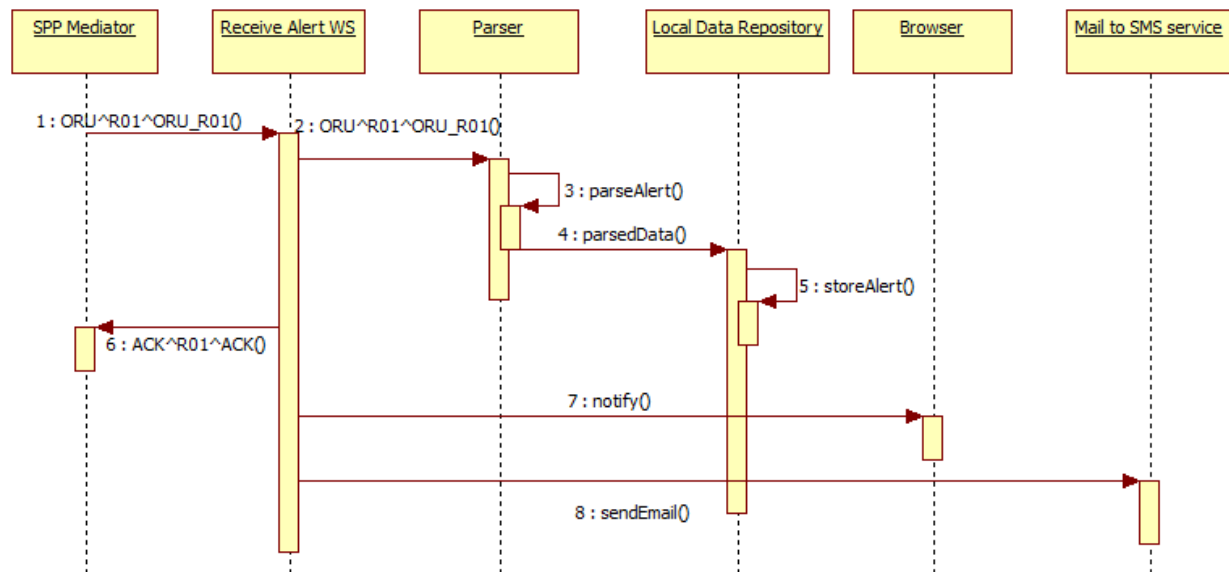 SPP Mediator
Receive Alert WS
Parser
Local Data Repository
Browser
Mail to SMS service
1 : ORU^R01^ORU_R01()
2 : ORU^R01^ORU_R01()
3 : parseAlert()
4 : parsedData()
5 : storeAlert()
6 : ACK^R01^ACK()
7 : notify()
8 : sendEmail()